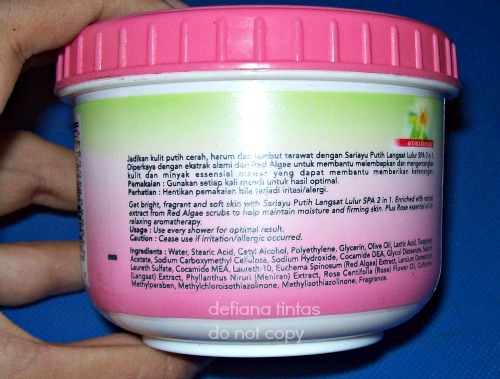 Jadikan kulit putih cerah, harum dan lembut terawat dengan Sariayu Putih Langsat Lulur SPA 2 in 1.
Diperkaya dengan ekstrak alami dari Red Algae untuk membantu melembapkan dan mengencangkan
kulit dan minyak essensial mawar yang dapat membantu memberikan ketenangan.
Pemakaian : Gunakan setiap kali mandi untuk hasil optimal.
Perhatian : Hentikan pemakaian bila terjadi iritasi/alergi.
Get bright, fragrant and soft skin with Sariayu Putih Langsat Lulur SPA 2 in 1. Enriched with natural
extract from Red Algae scrubs to help maintain moisture and firming skin. Plus Rose essential oil for
relaxing aromatherapy.
Usage : Use every shower for optimal result.
Caution : Cease use if irritation/allergic occurred.
Ingredients : Water, Stearic Acid, Cetyl Alcohol, Polyethylene, Glycerin, Olive Oil, Lactic Acid, Tocopheryl
Acetate, Sodium Carboxymethyl Cellulosa, Sodium Hydroxide, Cocamide DEA, Glycol Distearate, Sodium
Laureth Sulfate, Cocamide MEA, Laureth-10, Euchema Spinosum (Red Algae) Extract, Lansium Domesticum
(Langsat) Extract, Phyllanthus Niruri (Meniran) Extract, Rosa Centifolia (Rose) Flower Oil, Carbomer,
Methylparaben, Methylchloroisothiazolinone, Methylisothiazolinone, Fragrance.
defiana tintas
do not copy